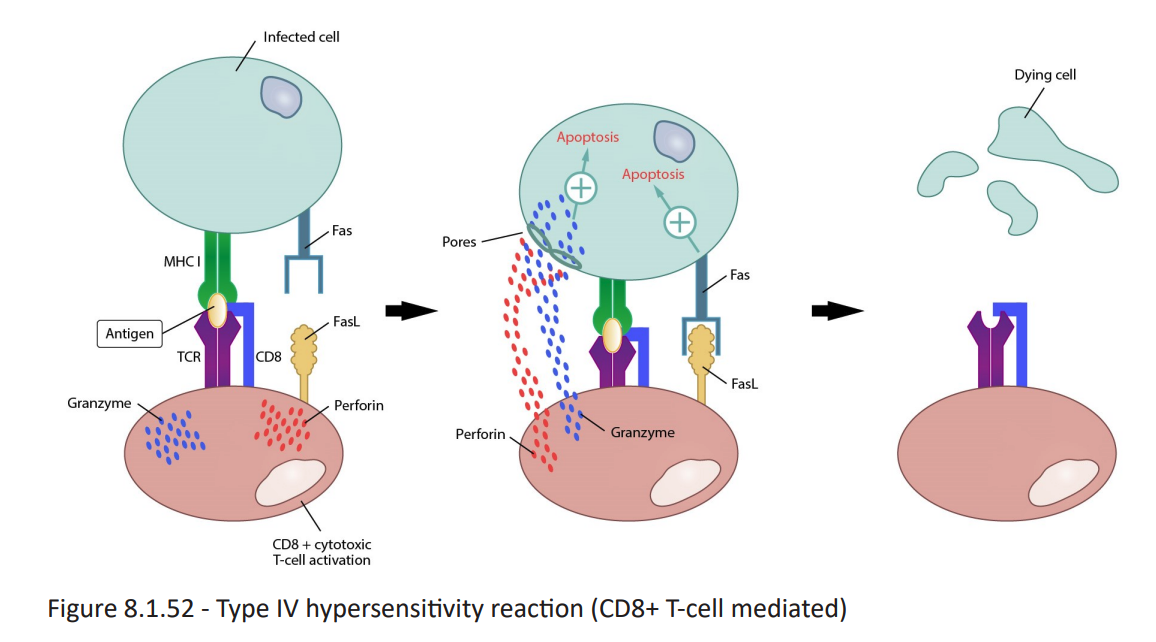 Infected cell
Fas
MHC I
Antigen
FasL
TCR
CD8
Granzyme
Perforin
CD8 + cytotoxic
T-cell activation
Apoptosis
Apoptosis
Pores
Fas
FasL
Perforin
Granzyme
Dying cell
Figure 8.1.52 - Type IV hypersensitivity reaction (CD8+ T-cell mediated)